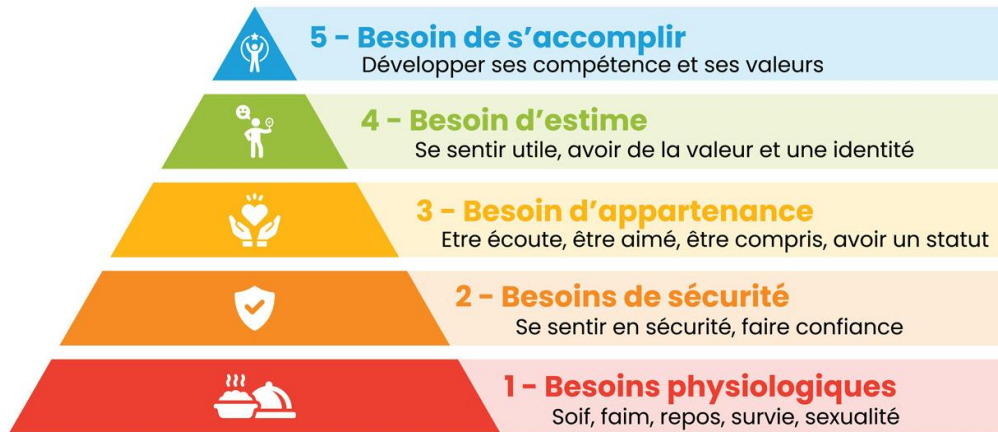 5 - Besoin de s'accomplir
Développer ses compétence et ses valeurs
4 - Besoin d'estime
Se sentir utile, avoir de la valeur et une identité
3 - Besoin d'appartenance
Etre écoute, être aimé, être compris, avoir un statut
2 - Besoins de sécurité
Se sentir en sécurité, faire confiance
1 - Besoins physiologiques
Soif, faim, repos, survie, sexualité